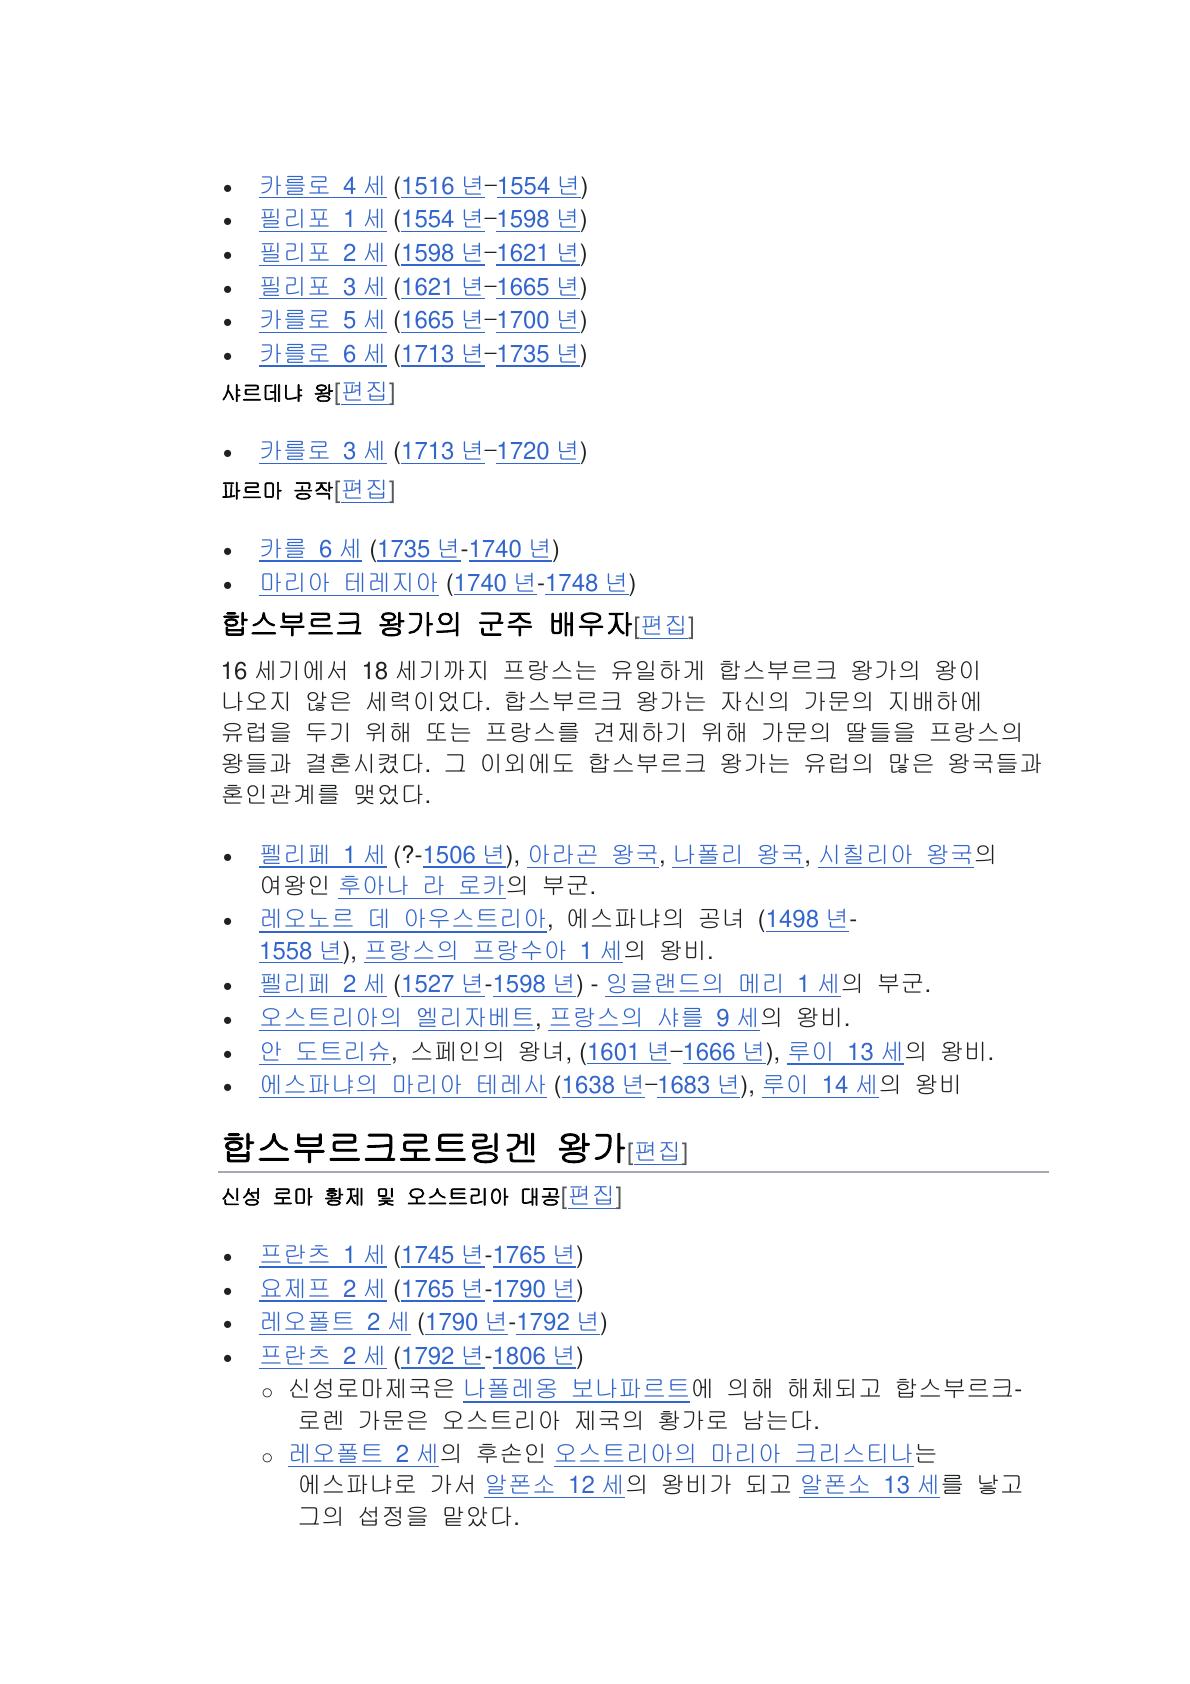 • 카를로 4 세 (1516 년–1554 년)
• 필리포 1 세 (1554 년–1598 년)
• 필리포 2 세 (1598 년–1621 년)
• 필리포 3 세 (1621 년–1665 년)
• 카를로 5 세 (1665 년–1700 년)
• 카를로 6 세 (1713 년–1735 년)
샤르데냐 왕[편집]
• 카를로 3 세 (1713 년–1720 년)
파르마 공작[편집]
• 카를 6 세 (1735 년-1740 년)
• 마리아 테레지아 (1740 년-1748 년)
합스부르크 왕가의 군주 배우자[편집]
16 세기에서 18 세기까지 프랑스는 유일하게 합스부르크 왕가의 왕이
나오지 않은 세력이었다. 합스부르크 왕가는 자신의 가문의 지배하에
유럽을 두기 위해 또는 프랑스를 견제하기 위해 가문의 딸들을 프랑스의
왕들과 결혼시켰다. 그 이외에도 합스부르크 왕가는 유럽의 많은 왕국들과
혼인관계를 맺었다.
• 펠리페 1 세 (?-1506 년), 아라곤 왕국, 나폴리 왕국, 시칠리아 왕국의
여왕인 후아나 라 로카의 부군.
• 레오노르 데 아우스트리아, 에스파냐의 공녀 (1498 년-
1558 년), 프랑스의 프랑수아 1 세의 왕비.
• 펠리페 2 세 (1527 년-1598 년) - 잉글랜드의 메리 1 세의 부군.
• 오스트리아의 엘리자베트, 프랑스의 샤를 9 세의 왕비.
• 안 도트리슈, 스페인의 왕녀, (1601 년–1666 년), 루이 13 세의 왕비.
• 에스파냐의 마리아 테레사 (1638 년–1683 년), 루이 14 세의 왕비
합스부르크로트링겐 왕가[편집]
신성 로마 황제 및 오스트리아 대공[편집]
• 프란츠 1 세 (1745 년-1765 년)
• 요제프 2 세 (1765 년-1790 년)
• 레오폴트 2 세 (1790 년-1792 년)
• 프란츠 2 세 (1792 년-1806 년)
o 신성로마제국은 나폴레옹 보나파르트에 의해 해체되고 합스부르크-
로렌 가문은 오스트리아 제국의 황가로 남는다.
o 레오폴트 2 세의 후손인 오스트리아의 마리아 크리스티나는
에스파냐로 가서 알폰소 12 세의 왕비가 되고 알폰소 13 세를 낳고
그의 섭정을 맡았다.